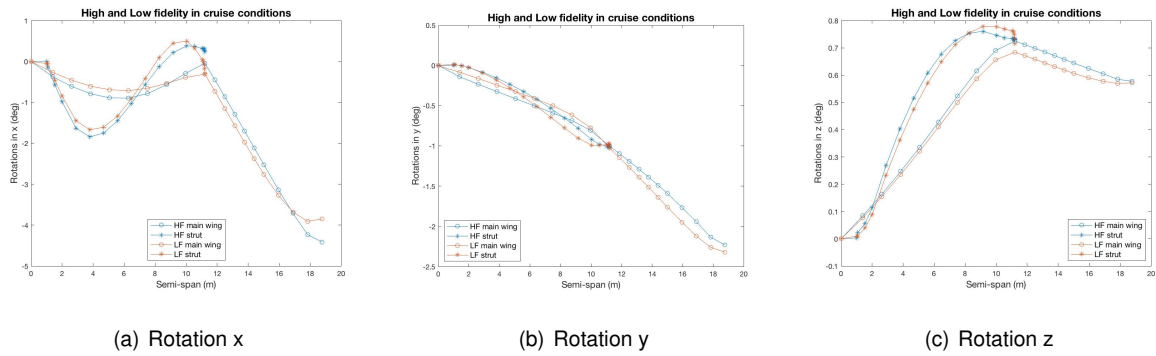 High and Low fidelity in cruise conditions
1
0
-1
-2
-3
-4
-5
Rotations in x (deg)
HF main wing
HF strut
LF main wing
LF strut
0 2 4 6 8 10 12 14 16 18 20
Semi-span (m)
(a) Rotation x
High and Low fidelity in cruise conditions
0.5
0
-0.5
-1
-1.5
-2
-2.5
Rotations in y (deg)
HF main wing
HF strut
LF main wing
LF strut
0 2 4 6 8 10 12 14 16 18 20
Semi-span (m)
(b) Rotation y
High and Low fidelity in cruise conditions
0.8
0.7
0.6
0.5
0.4
0.3
0.2
0.1
0
-0.1
Rotations in z (deg)
HF main wing
HF strut
LF main wing
LF strut
0 2 4 6 8 10 12 14 16 18 20
Semi-span (m)
(c) Rotation z